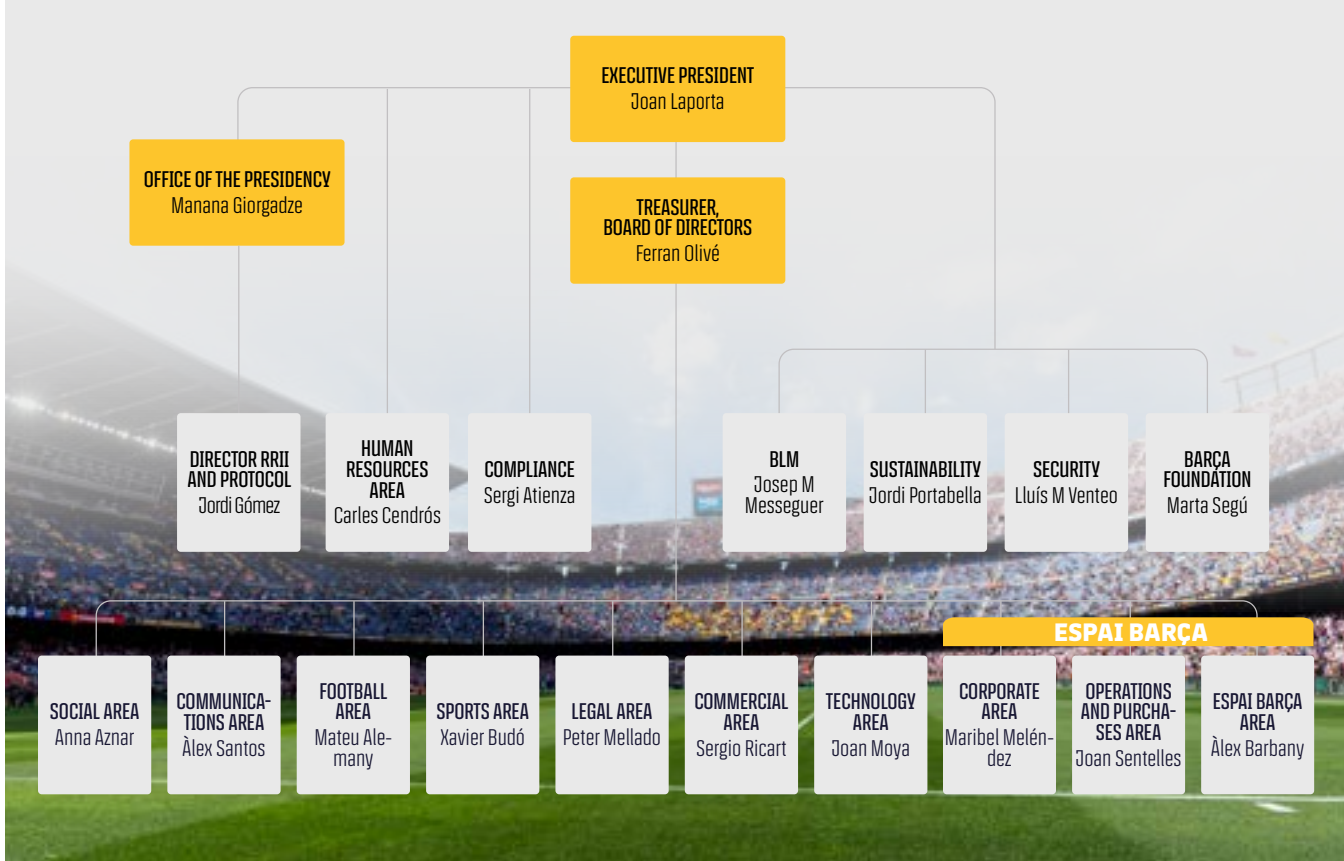 EXECUTIVE PRESIDENT
Joan Laporta
OFFICE OF THE PRESIDENCY
Manana Giorgadze
TREASURER,
BOARD OF DIRECTORS
Ferran Olivé
DIRECTOR RRII
AND PROTOCOL
Jordi Gómez
HUMAN
RESOURCES
AREA
Carles Cendrós
COMPLIANCE
Sergi Atienza
BLM
Josep M
Messeguer
SUSTAINABILITY
Jordi Portabella
SECURITY
Lluís M Venteo
BARÇA
FOUNDATION
Marta Segú
ESPAI BARÇA
SOCIAL AREA
Anna Aznar
COMMUNICA-
TIONS AREA
Àlex Santos
FOOTBALL
AREA
Mateu Ale-
many
SPORTS AREA
Xavier Budó
LEGAL AREA
Peter Mellado
COMMERCIAL
AREA
Sergio Ricart
TECHNOLOGY
AREA
Joan Moya
CORPORATE
AREA
Maribel Melén-
dez
OPERATIONS
AND PURCHA-
SES AREA
Joan Sentelles
ESPAI BARÇA
AREA
Àlex Barbany